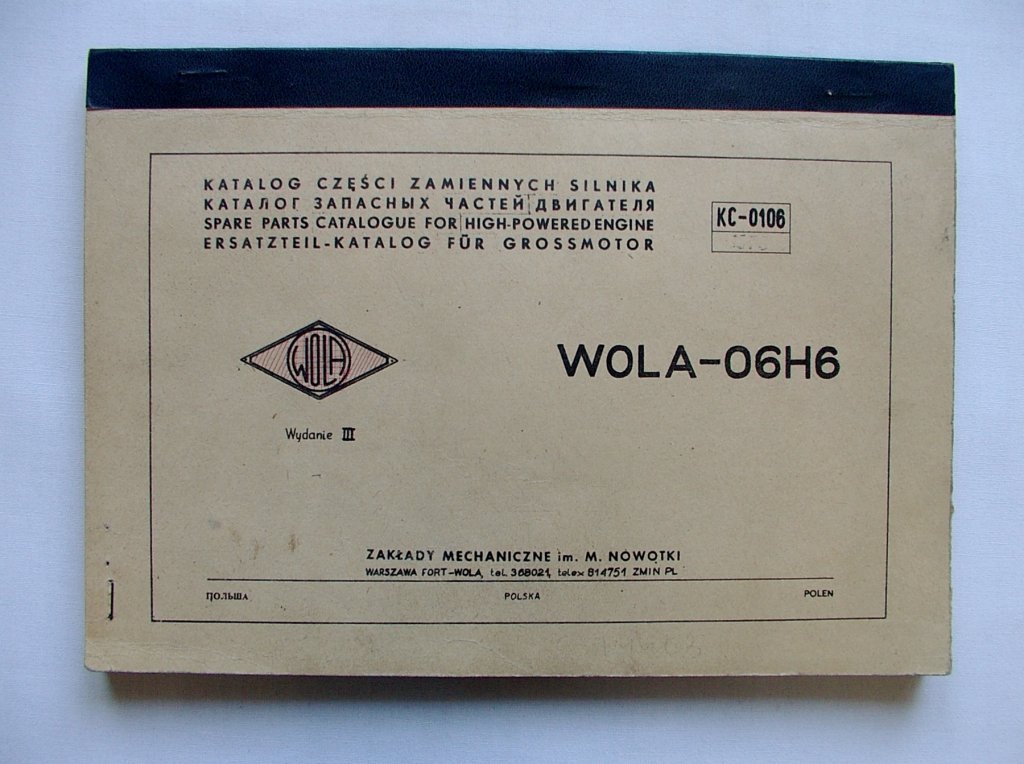 KATALOG CZĘŚCI ZAMIENNYCH SILNIKA
КАТАЛОГ ЗАПАСНЫХ ЧАСТЕЙ ДВИГАТЕЛЯ
SPARE PARTS CATALOGUE FOR HIGH-POWERED ENGINE
ERSATZTEIL-KATALOG FÜR GROSSMOTOR
KC-0106
WOLA
WOLA-06H6
Wydanie III
ZAKŁADY MECHANICZNE im. M. NOWOTKI
WARSZAWA FORT-WOLA, tel. 368021, telex 814751 ZMIN PL
ПОЛЬША POLSKA POLEN